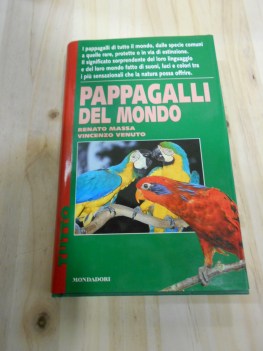 I pappagalli di tutto il mondo, dalle specie comuni
a quelle rare, protette o in via di estinzione.
Il significato sorprendente del loro linguaggio
e del loro mondo fatto di suoni, luci e colori tra
i più sensazionali che la natura possa offrire.
PAPPAGALLI
DEL MONDO
RENATO MASSA
VINCENZO VENUTO
MONDADORI